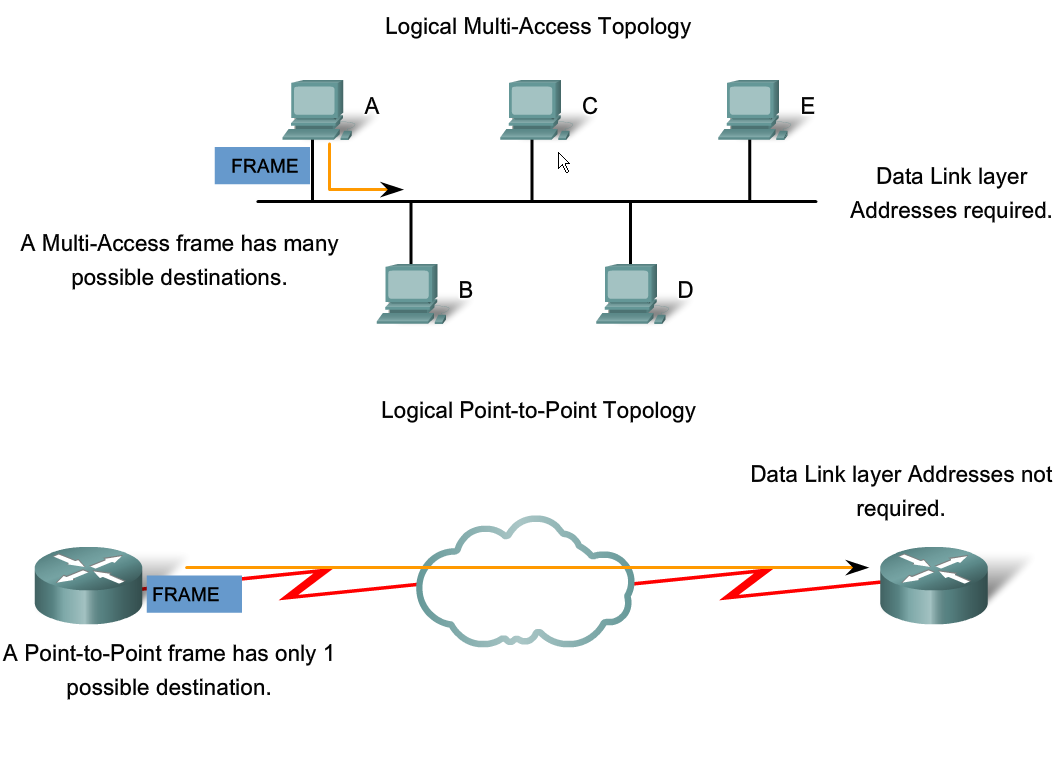 Logical Multi-Access Topology
A
C
E
FRAME
Data Link layer
Addresses required.
A Multi-Access frame has many
possible destinations.
B
D
Logical Point-to-Point Topology
Data Link layer Addresses not
required.
FRAME
A Point-to-Point frame has only 1
possible destination.